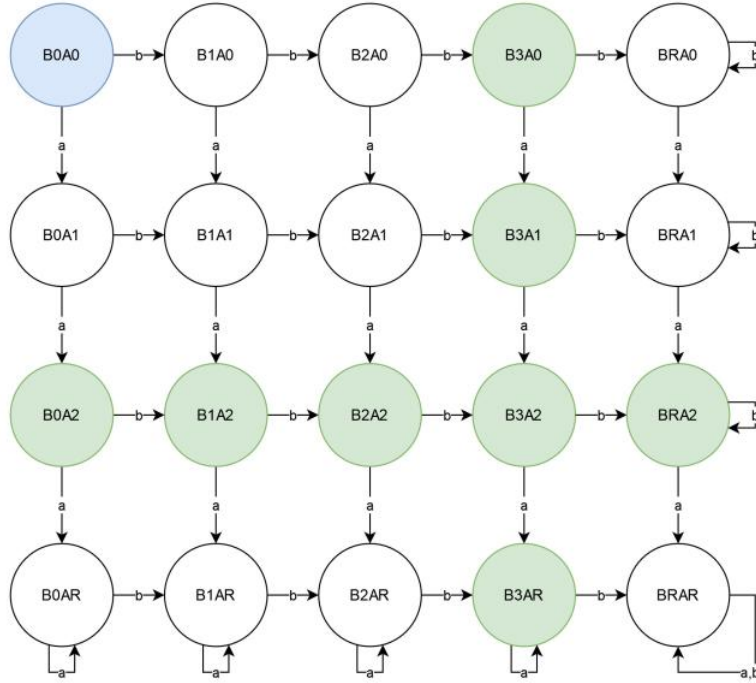 B0A0 b B1A0 b B2A0 b B3A0 b BRA0 b
a a a a a
B0A1 b B1A1 b B2A1 b B3A1 b BRA1 b
a a a a a
B0A2 b B1A2 b B2A2 b B3A2 b BRA2 b
a a a a a
B0AR b B1AR b B2AR b B3AR b BRAR
a a a a a,b